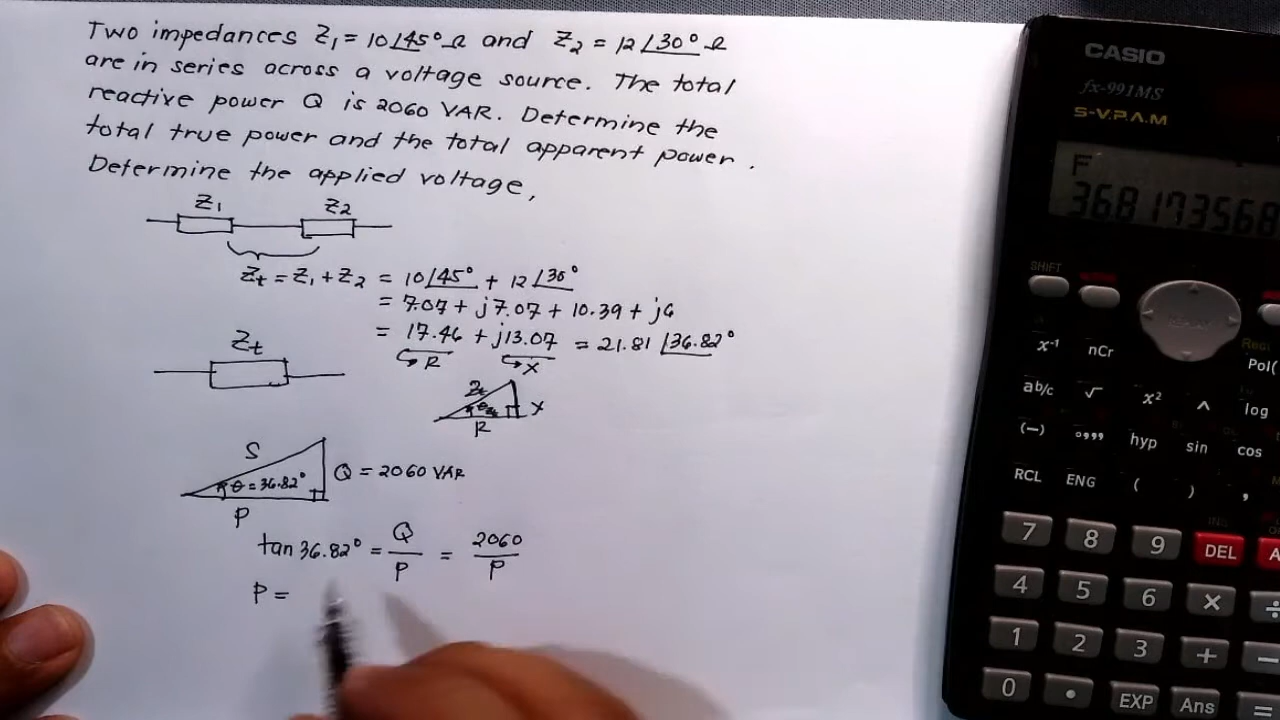 Two impedances Z₁ = 10∠45° Ω and Z₂ = 12∠30° Ω
are in series across a voltage source. The total
reactive power Q is 2060 VAR. Determine the
total true power and the total apparent power.
Determine the applied voltage,
Z₁ Z₂
Zt = Z₁ + Z₂ = 10∠45° + 12∠30°
= 7.07 + j7.07 + 10.39 + j6
= 17.46 + j13.07 = 21.81∠36.82°
R X
Zt
Zt X
R
S
θ = 36.82° Q = 2060 VAR
P
tan 36.82° = Q/P = 2060/P
P =
CASIO
fx-991MS
S-V.P.A.M
36.8173568
SHIFT
x⁻¹ nCr Pol(
ab/c √ x² ^ log
(−) °,,, hyp sin cos
RCL ENG ( ) ,
7 8 9 DEL A
4 5 6 × ÷
1 2 3 + −
0 • EXP Ans =